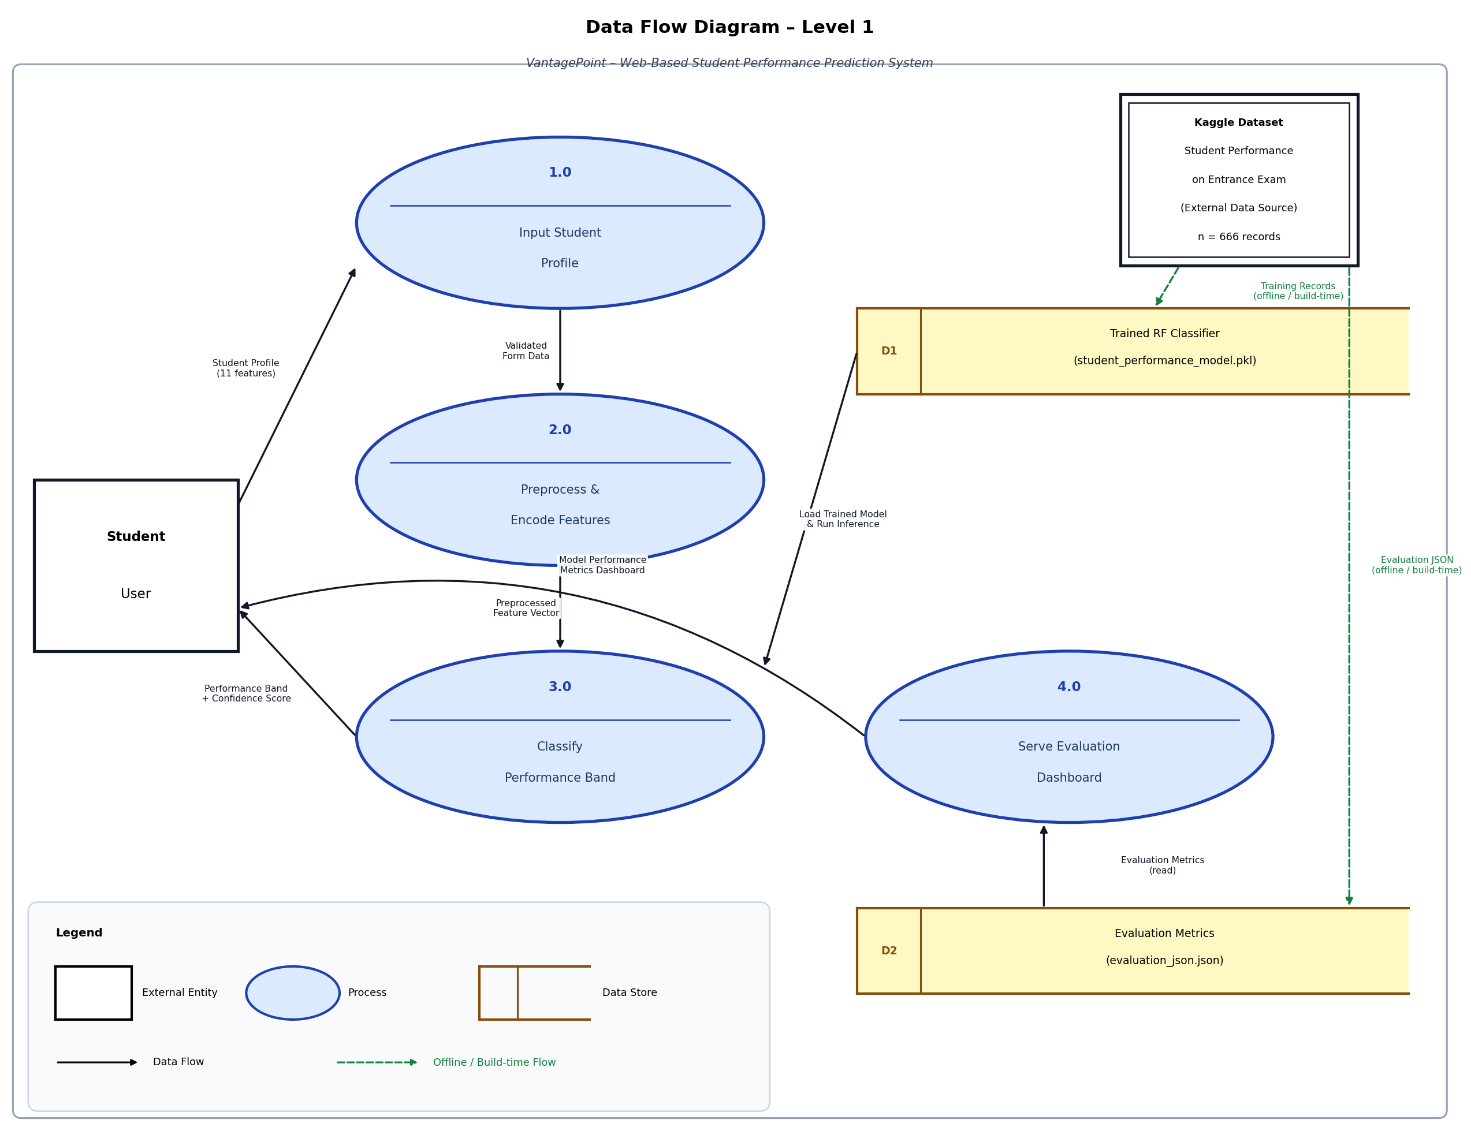 Data Flow Diagram – Level 1
VantagePoint – Web-Based Student Performance Prediction System
Kaggle Dataset
Student Performance
on Entrance Exam
(External Data Source)
n = 666 records
1.0
Input Student
Profile
Training Records
(offline / build-time)
Student Profile
(11 features)
Validated
Form Data
D1
Trained RF Classifier
(student_performance_model.pkl)
2.0
Preprocess &
Encode Features
Load Trained Model
& Run Inference
Student
User
Model Performance
Metrics Dashboard
Evaluation JSON
(offline / build-time)
Preprocessed
Feature Vector
Performance Band
+ Confidence Score
3.0
Classify
Performance Band
4.0
Serve Evaluation
Dashboard
Evaluation Metrics
(read)
D2
Evaluation Metrics
(evaluation_json.json)
Legend
External Entity
Process
Data Store
Data Flow
Offline / Build-time Flow